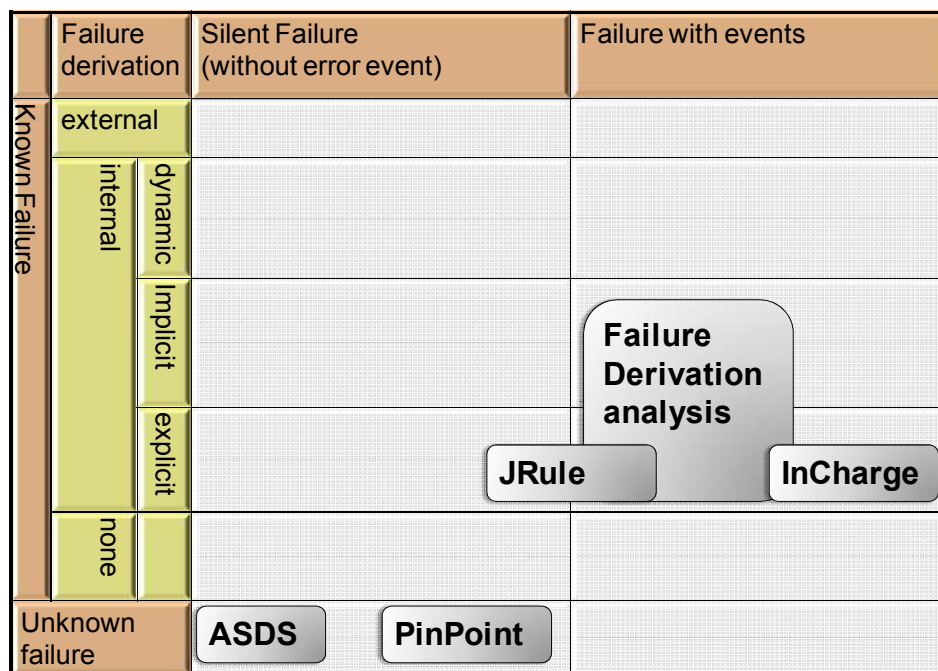 Failure
derivation
Silent Failure
(without error event)
Failure with events
Known Failure
external
internal
dynamic
Implicit
Failure
Derivation
analysis
explicit
JRule
InCharge
none
Unknown
failure
ASDS
PinPoint